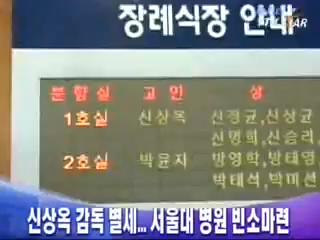 장례식장 안내
STAR
분향실 고인 상
1호실 신상옥 신정균,신상균
신명희,신승리,
2호실 박윤지 방영학,방태영
박태석,박미선
신상옥 감독 별세... 서울대 병원 빈소마련